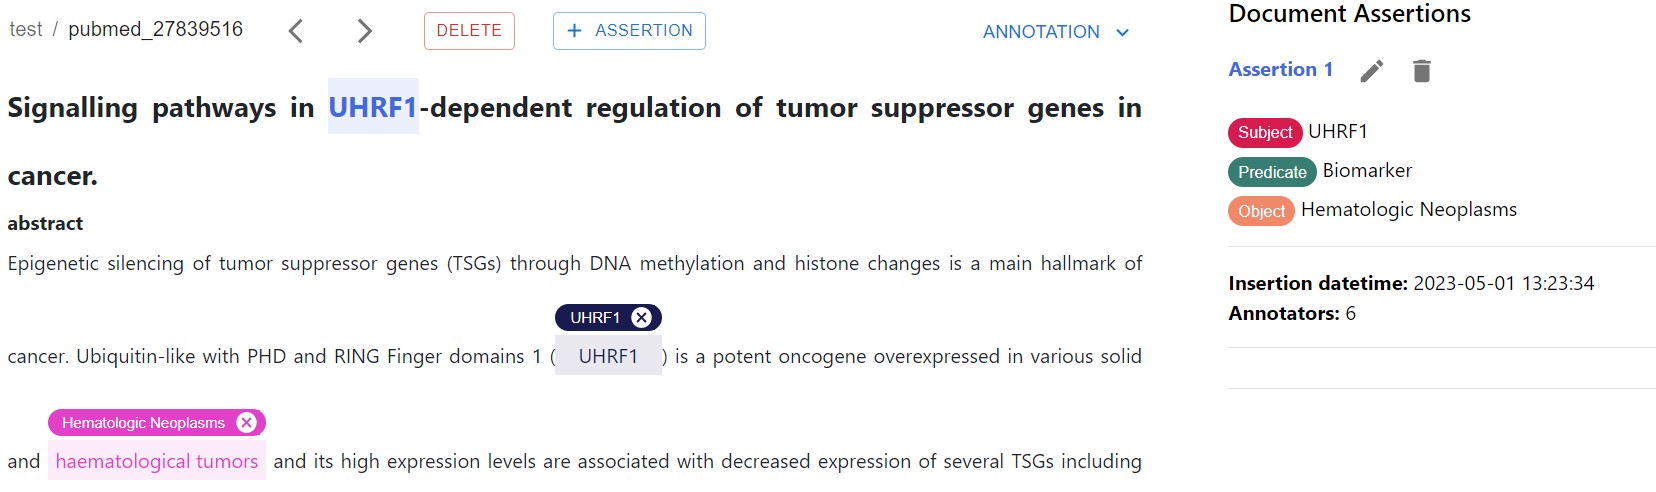 test / pubmed_27839516
DELETE
+ ASSERTION
ANNOTATION
Signalling pathways in UHRF1-dependent regulation of tumor suppressor genes in
cancer.
abstract
Epigenetic silencing of tumor suppressor genes (TSGs) through DNA methylation and histone changes is a main hallmark of
UHRF1
cancer. Ubiquitin-like with PHD and RING Finger domains 1 ( UHRF1 ) is a potent oncogene overexpressed in various solid
Hematologic Neoplasms
and haematological tumors and its high expression levels are associated with decreased expression of several TSGs including
Document Assertions
Assertion 1
Subject UHRF1
Predicate Biomarker
Object Hematologic Neoplasms
Insertion datetime: 2023-05-01 13:23:34
Annotators: 6